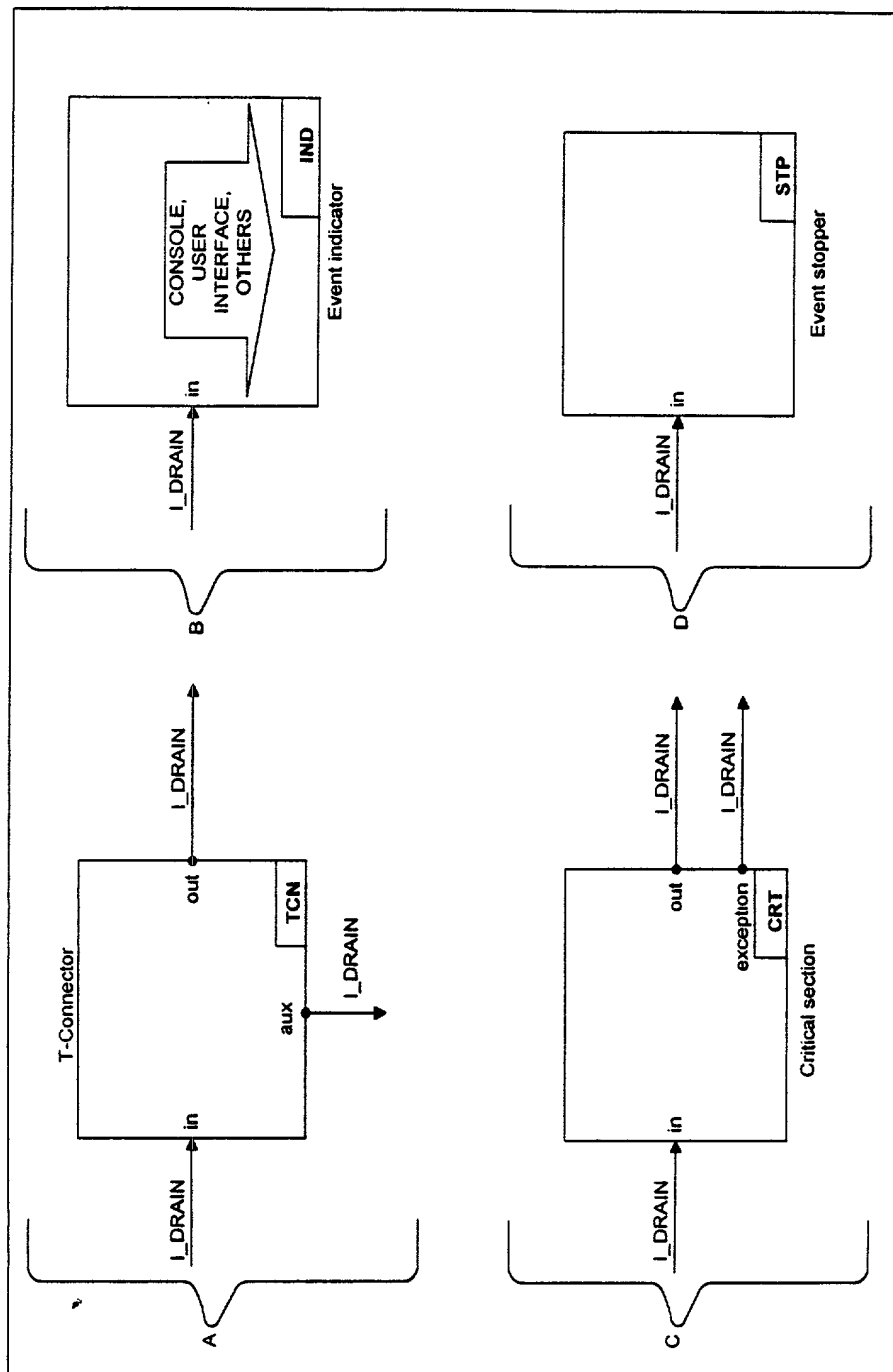 A
T-Connector
I_DRAIN
in
out
I_DRAIN
TCN
aux
I_DRAIN
B
I_DRAIN
in
CONSOLE,
USER
INTERFACE,
OTHERS
IND
Event indicator
C
I_DRAIN
in
out
I_DRAIN
exception
I_DRAIN
CRT
Critical section
D
I_DRAIN
in
STP
Event stopper